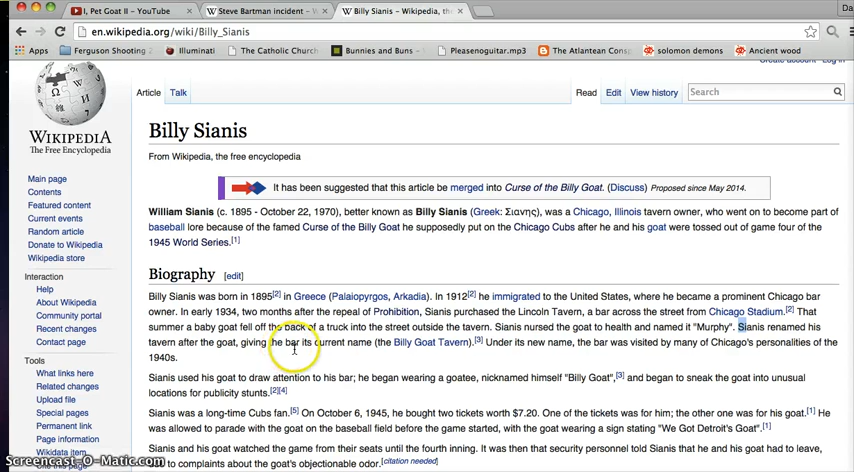 I, Pet Goat II - YouTube
Steve Bartman incident - W
Billy Sianis - Wikipedia, the
en.wikipedia.org/wiki/Billy_Sianis
Apps Ferguson Shooting Illuminati The Catholic Church Bunnies and Buns - Pleasenoguitar.mp3 The Atlantean Cons solomon demons Ancient wood
Create account Log in
Article Talk Read Edit View history Search
WIKIPEDIA
The Free Encyclopedia
Main page
Contents
Featured content
Current events
Random article
Donate to Wikipedia
Wikipedia store
Interaction
Help
About Wikipedia
Community portal
Recent changes
Contact page
Tools
What links here
Related changes
Upload file
Special pages
Permanent link
Page information
Wikidata item
Cite this page
Billy Sianis
From Wikipedia, the free encyclopedia
It has been suggested that this article be merged into Curse of the Billy Goat. (Discuss) Proposed since May 2014.
William Sianis (c. 1895 - October 22, 1970), better known as Billy Sianis (Greek: Σιανης), was a Chicago, Illinois tavern owner, who went on to become part of
baseball lore because of the famed Curse of the Billy Goat he supposedly put on the Chicago Cubs after he and his goat were tossed out of game four of the
1945 World Series.[1]
Biography [edit]
Billy Sianis was born in 1895[2] in Greece (Palaiopyrgos, Arkadia). In 1912[2] he immigrated to the United States, where he became a prominent Chicago bar
owner. In early 1934, two months after the repeal of Prohibition, Sianis purchased the Lincoln Tavern, a bar across the street from Chicago Stadium.[2] That
summer a baby goat fell off the back of a truck into the street outside the tavern. Sianis nursed the goat to health and named it "Murphy". Sianis renamed his
tavern after the goat, giving the bar its current name (the Billy Goat Tavern).[3] Under its new name, the bar was visited by many of Chicago's personalities of the
1940s.
Sianis used his goat to draw attention to his bar; he began wearing a goatee, nicknamed himself "Billy Goat",[3] and began to sneak the goat into unusual
locations for publicity stunts.[2][4]
Sianis was a long-time Cubs fan.[5] On October 6, 1945, he bought two tickets worth $7.20. One of the tickets was for him; the other one was for his goat.[1] He
was allowed to parade with the goat on the baseball field before the game started, with the goat wearing a sign stating "We Got Detroit's Goat".[1]
Sianis and his goat watched the game from their seats until the fourth inning. It was then that security personnel told Sianis that he and his goat had to leave,
due to complaints about the goat's objectionable odor.[citation needed]
Screencast-O-Matic.com